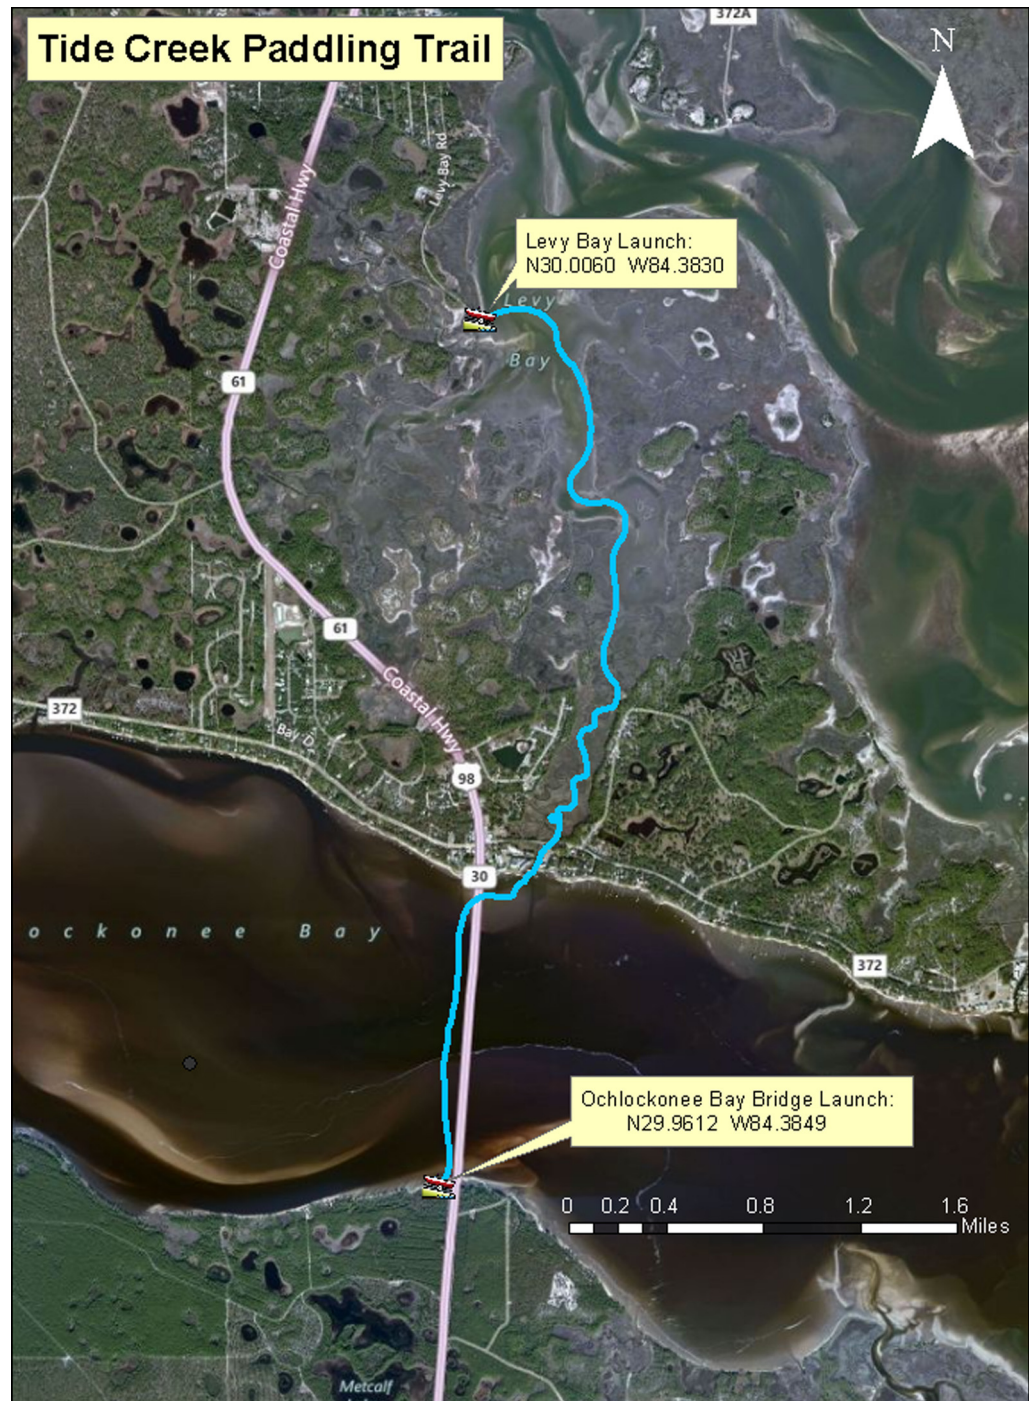 372A
Tide Creek Paddling Trail
N
Levy Bay Rd
Coastal Hwy
Levy Bay Launch:
N30.0060 W84.3830
Levy
Bay
61
61
Coastal Hwy
372
Bay D
98
30
ockonee Bay
372
Ochlockonee Bay Bridge Launch:
N29.9612 W84.3849
0 0.2 0.4 0.8 1.2 1.6
Miles
Metcalf